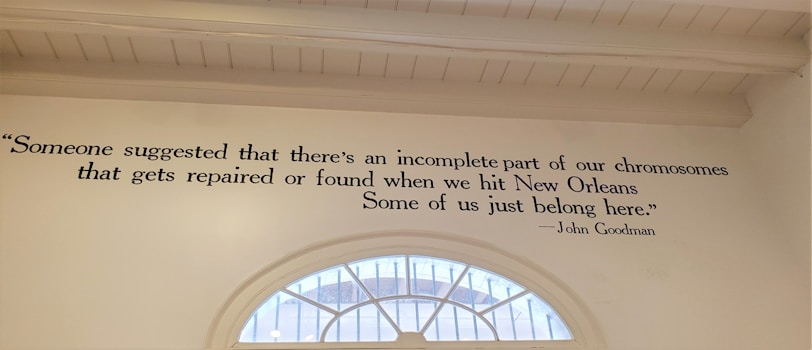 “Someone suggested that there’s an incomplete part of our chromosomes
that gets repaired or found when we hit New Orleans
Some of us just belong here.”
—John Goodman